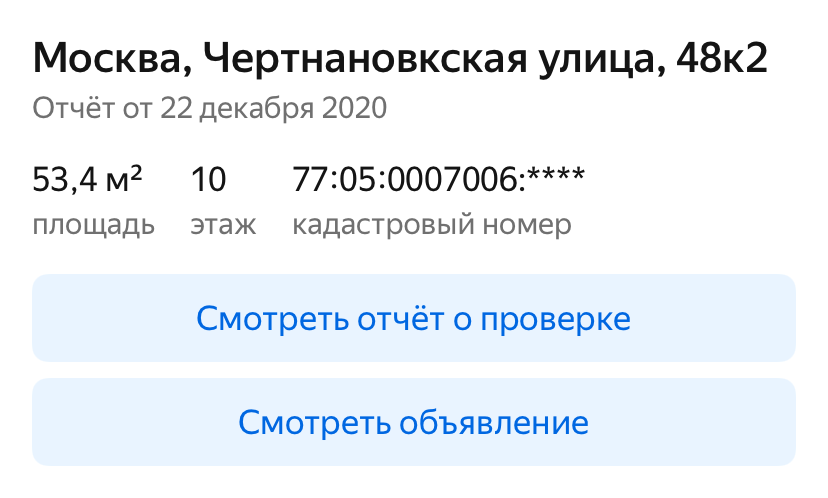 Москва, Чертнановкская улица, 48к2
Отчёт от 22 декабря 2020
53,4 м² 10 77:05:0007006:****
площадь этаж кадастровый номер
Смотреть отчёт о проверке
Смотреть объявление